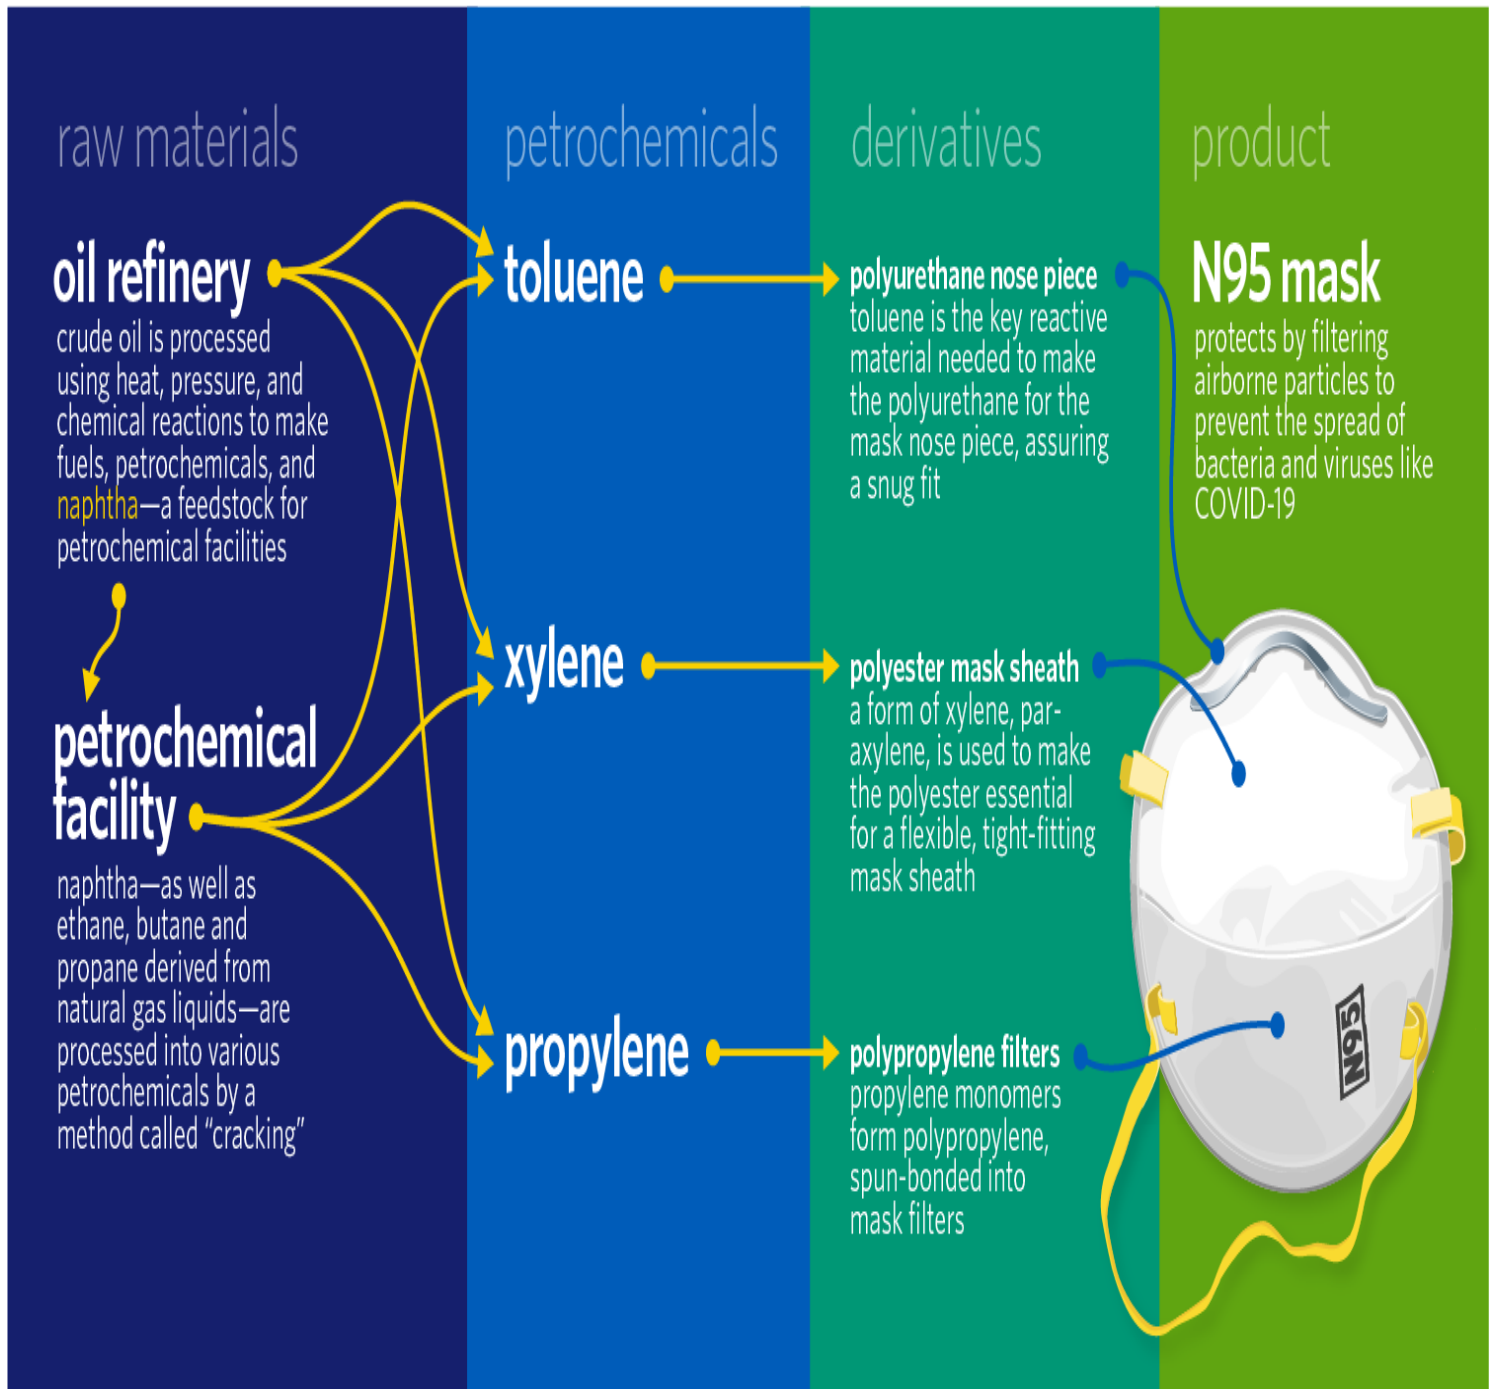 raw materials
oil refinery
crude oil is processed
using heat, pressure, and
chemical reactions to make
fuels, petrochemicals, and
naphtha—a feedstock for
petrochemical facilities
petrochemical
facility
naphtha—as well as
ethane, butane and
propane derived from
natural gas liquids—are
processed into various
petrochemicals by a
method called “cracking”
petrochemicals
toluene
xylene
propylene
derivatives
polyurethane nose piece
toluene is the key reactive
material needed to make
the polyurethane for the
mask nose piece, assuring
a snug fit
polyester mask sheath
a form of xylene, par-
axylene, is used to make
the polyester essential
for a flexible, tight-fitting
mask sheath
polypropylene filters
propylene monomers
form polypropylene,
spun-bonded into
mask filters
product
N95 mask
protects by filtering
airborne particles to
prevent the spread of
bacteria and viruses like
COVID-19
N95